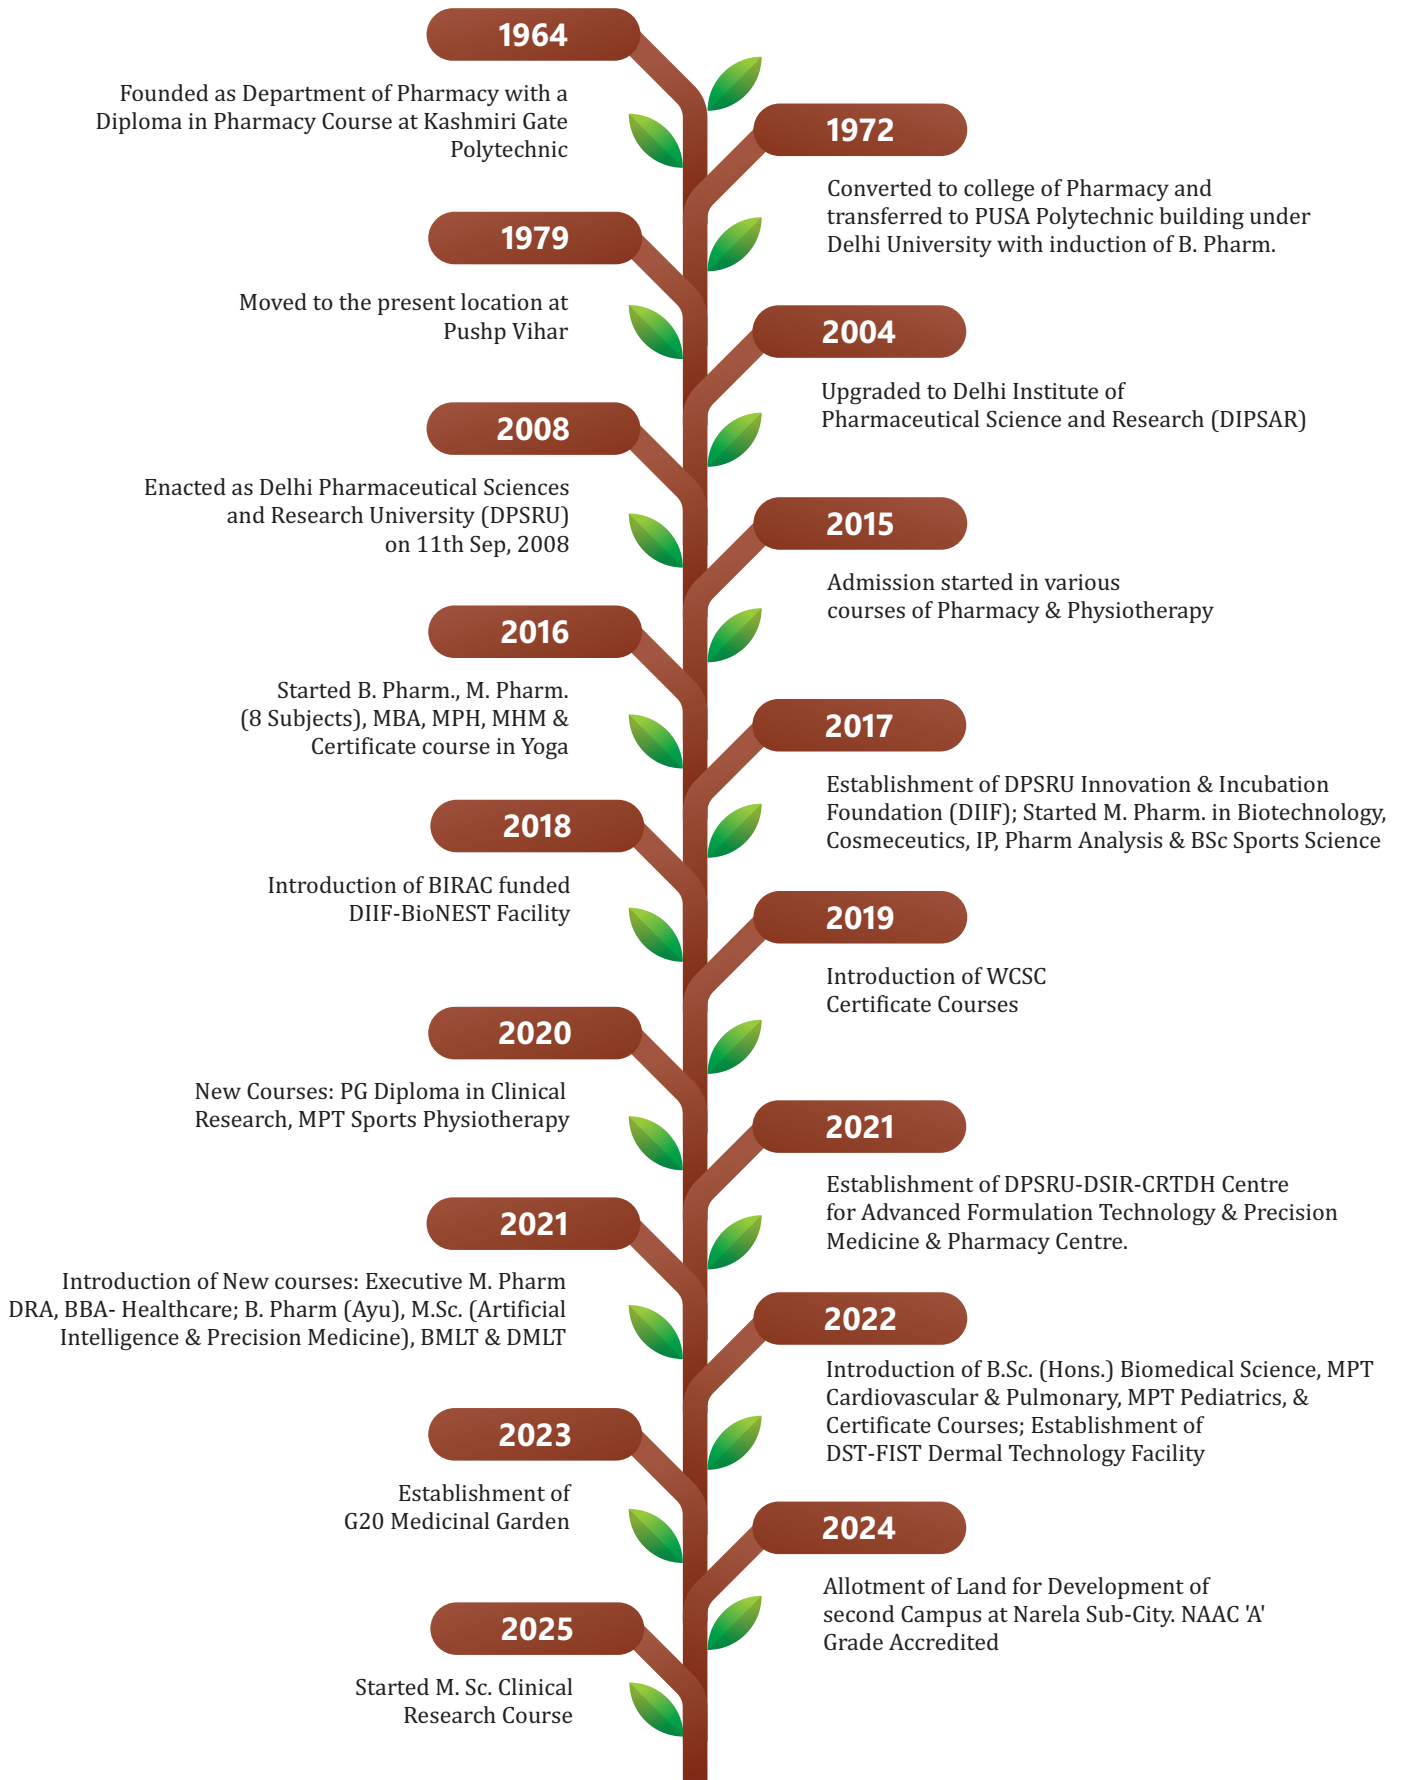 1964
Founded as Department of Pharmacy with a
Diploma in Pharmacy Course at Kashmiri Gate
Polytechnic
1972
Converted to college of Pharmacy and
transferred to PUSA Polytechnic building under
Delhi University with induction of B. Pharm.
1979
Moved to the present location at
Pushp Vihar
2004
Upgraded to Delhi Institute of
Pharmaceutical Science and Research (DIPSAR)
2008
Enacted as Delhi Pharmaceutical Sciences
and Research University (DPSRU)
on 11th Sep, 2008
2015
Admission started in various
courses of Pharmacy & Physiotherapy
2016
Started B. Pharm., M. Pharm.
(8 Subjects), MBA, MPH, MHM &
Certificate course in Yoga
2017
Establishment of DPSRU Innovation & Incubation
Foundation (DIIF); Started M. Pharm. in Biotechnology,
Cosmeceutics, IP, Pharm Analysis & BSc Sports Science
2018
Introduction of BIRAC funded
DIIF-BioNEST Facility
2019
Introduction of WCSC
Certificate Courses
2020
New Courses: PG Diploma in Clinical
Research, MPT Sports Physiotherapy
2021
Establishment of DPSRU-DSIR-CRTDH Centre
for Advanced Formulation Technology & Precision
Medicine & Pharmacy Centre.
2021
Introduction of New courses: Executive M. Pharm
DRA, BBA- Healthcare; B. Pharm (Ayu), M.Sc. (Artificial
Intelligence & Precision Medicine), BMLT & DMLT
2022
Introduction of B.Sc. (Hons.) Biomedical Science, MPT
Cardiovascular & Pulmonary, MPT Pediatrics, &
Certificate Courses; Establishment of
DST-FIST Dermal Technology Facility
2023
Establishment of
G20 Medicinal Garden
2024
Allotment of Land for Development of
second Campus at Narela Sub-City. NAAC 'A'
Grade Accredited
2025
Started M. Sc. Clinical
Research Course